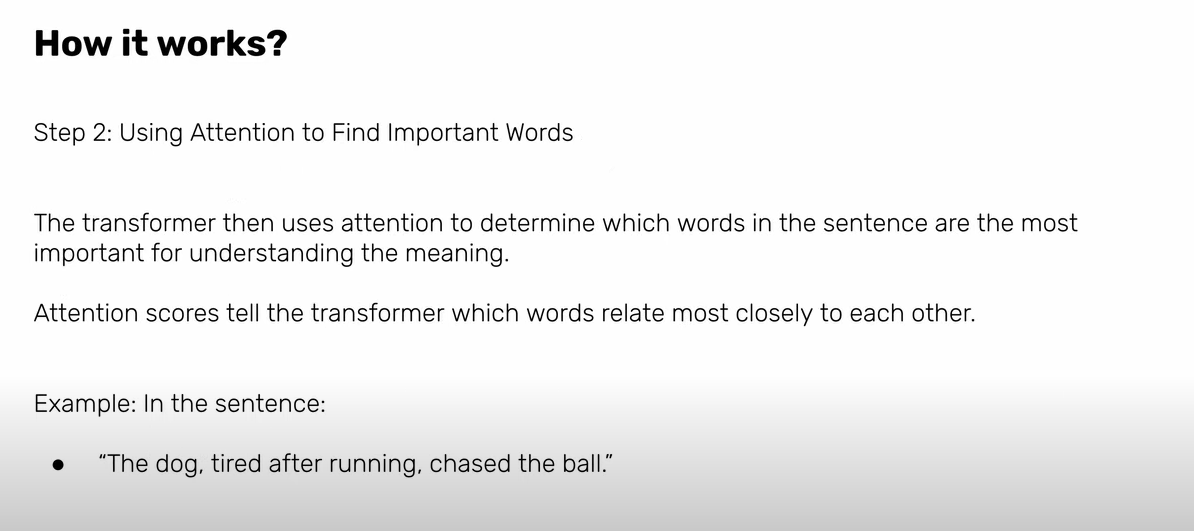 How it works?
Step 2: Using Attention to Find Important Words
The transformer then uses attention to determine which words in the sentence are the most
important for understanding the meaning.
Attention scores tell the transformer which words relate most closely to each other.
Example: In the sentence:
● “The dog, tired after running, chased the ball.”